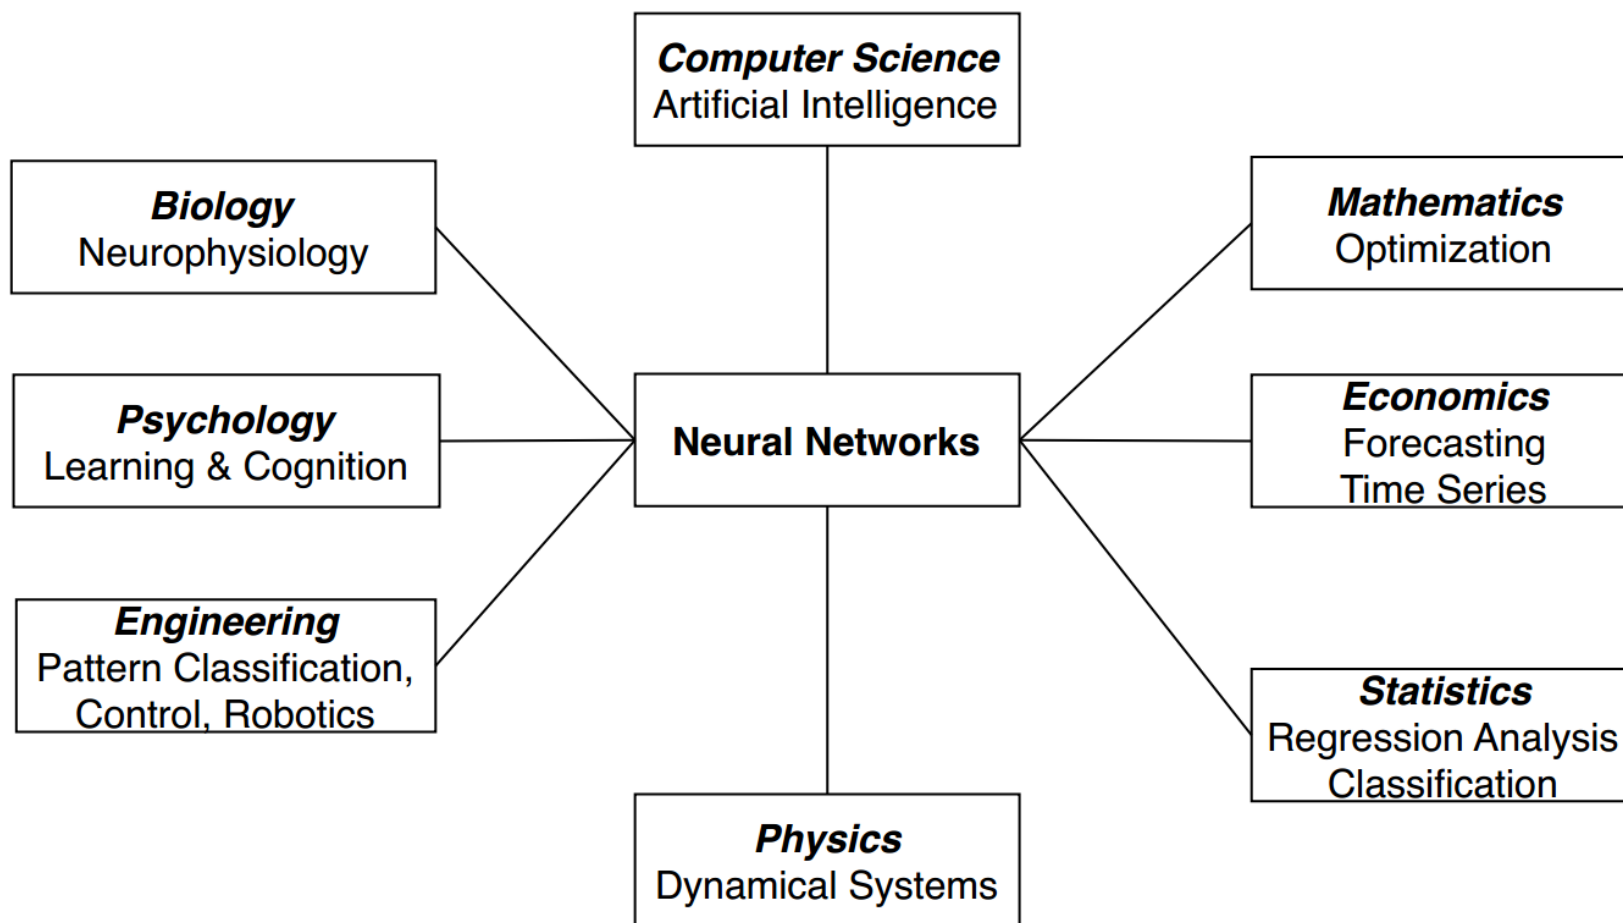 Computer Science
Artificial Intelligence
Biology
Neurophysiology
Mathematics
Optimization
Psychology
Learning & Cognition
Neural Networks
Economics
Forecasting
Time Series
Engineering
Pattern Classification,
Control, Robotics
Statistics
Regression Analysis
Classification
Physics
Dynamical Systems